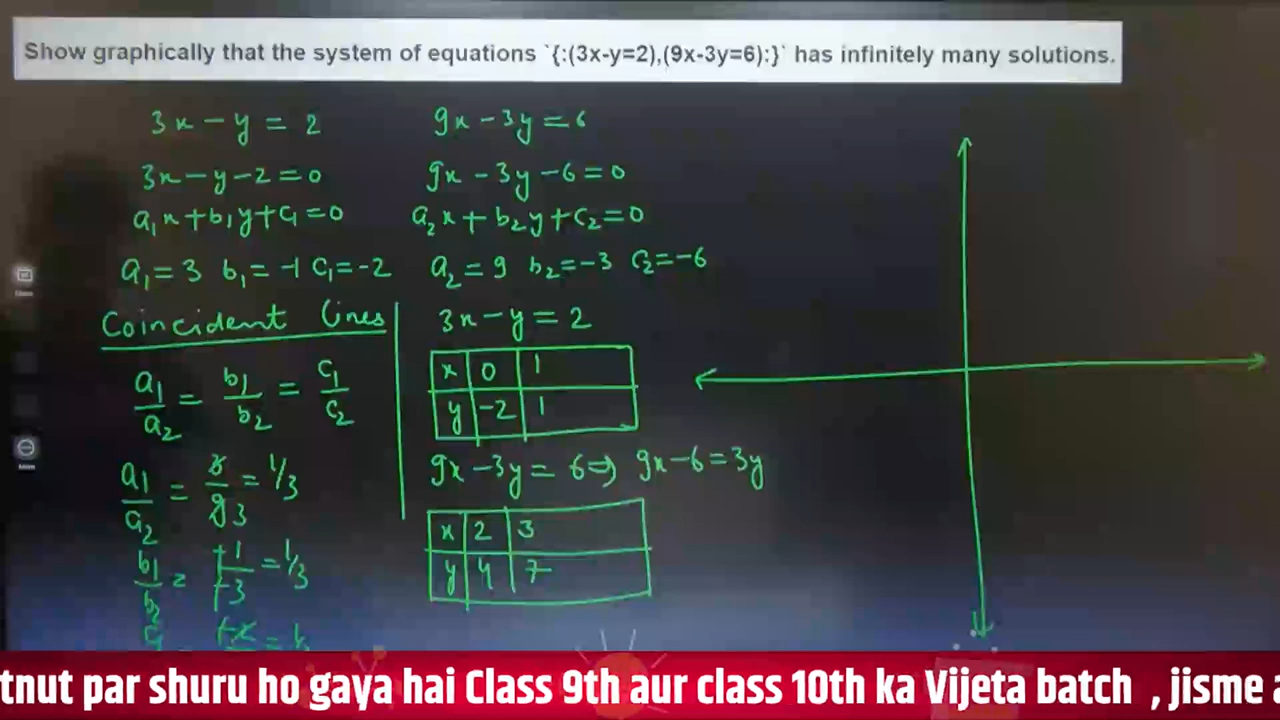 Show graphically that the system of equations `{:(3x-y=2),(9x-3y=6):}` has infinitely many solutions.
3x - y = 2
9x - 3y = 6
3x - y - 2 = 0
9x - 3y - 6 = 0
a₁x + b₁y + c₁ = 0
a₂x + b₂y + c₂ = 0
a₁ = 3 b₁ = -1 c₁ = -2
a₂ = 9 b₂ = -3 c₂ = -6
Coincident lines
a₁/a₂ = b₁/b₂ = c₁/c₂
a₁/a₂ = 3/9 3 = 1/3
b₁/b₂ = -1/-3 = 1/3
3x - y = 2
x 0 1
y -2 1
9x - 3y = 6 ⇒ 9x - 6 = 3y
x 2 3
y 4 7
tnut par shuru ho gaya hai Class 9th aur class 10th ka Vijeta batch , jisme a